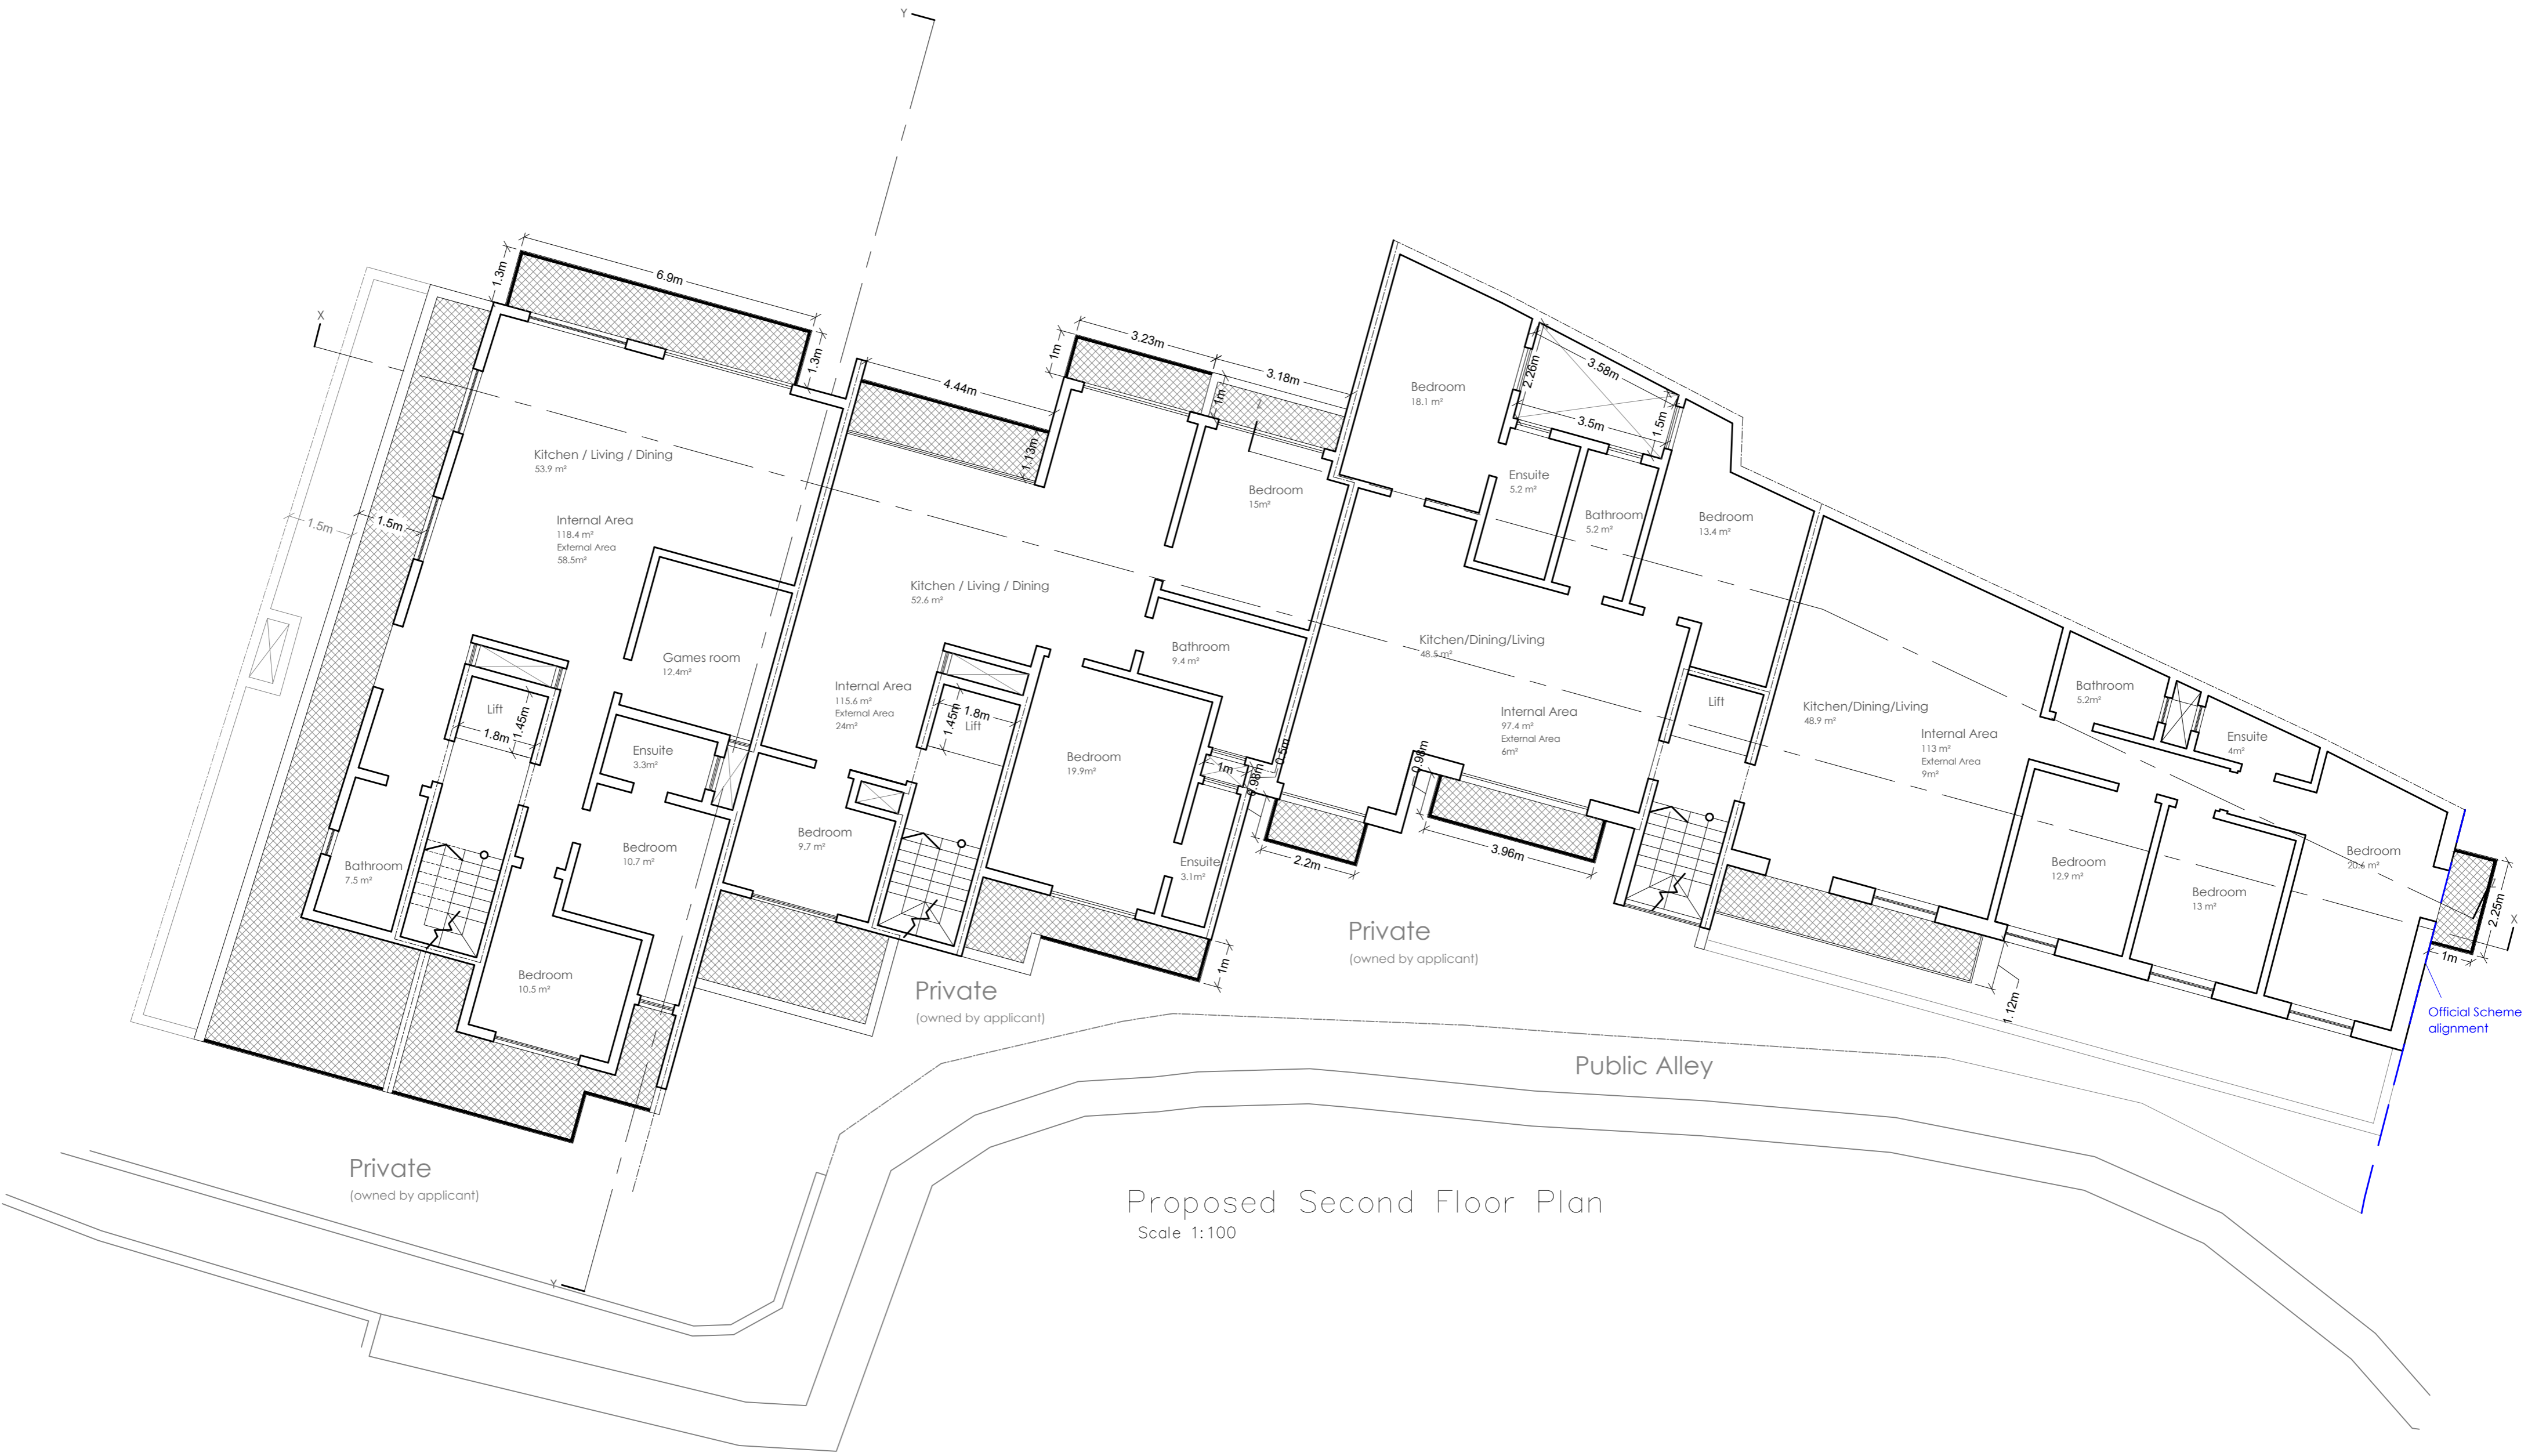 Y
6.9m
1.3m
1.3m
X
4.44m
1.13m
3.23m
1m
3.18m
1m
Z
Bedroom
18.1 m²
2.26m
3.58m
3.5m
1.5m
Kitchen / Living / Dining
53.9 m²
Internal Area
118.4 m²
External Area
58.5m²
1.5m
1.5m
Bedroom
15m²
Ensuite
5.2 m²
Bathroom
5.2 m²
Bedroom
13.4 m²
Kitchen / Living / Dining
52.6 m²
Games room
12.4m²
Internal Area
115.6 m²
External Area
24m²
Bathroom
9.4 m²
Kitchen/Dining/Living
48.5 m²
Internal Area
97.4 m²
External Area
6m²
Lift
Kitchen/Dining/Living
48.9 m²
Internal Area
113 m²
External Area
9m²
Bathroom
5.2m²
Ensuite
4m²
Lift
1.45m
1.8m
1.45m
1.8m
Lift
Ensuite
3.3m²
Bedroom
19.9m²
1m
0.5m
0.98m
0.98m
2.2m
3.96m
Bathroom
7.5 m²
Bedroom
10.7 m²
Bedroom
9.7 m²
Ensuite
3.1m²
Bedroom
12.9 m²
Bedroom
13 m²
Bedroom
20.6 m²
2.25m
X
1m
Bedroom
10.5 m²
1m
1.12m
Private
(owned by applicant)
Private
(owned by applicant)
Official Scheme
alignment
Public Alley
Private
(owned by applicant)
Proposed Second Floor Plan
Scale 1:100
Y